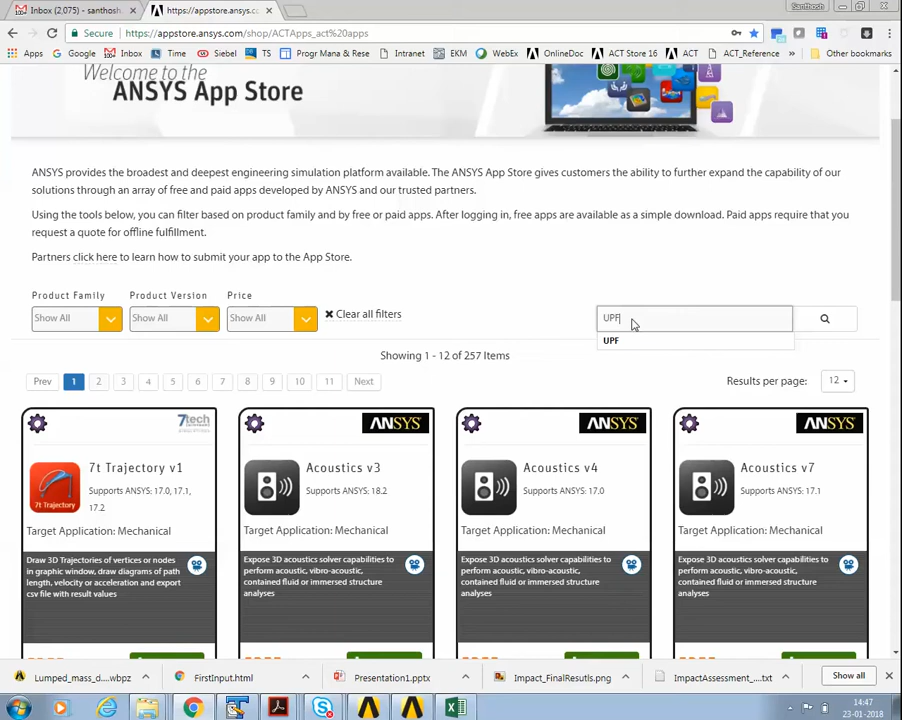 Santhosh
Inbox (2,075) - santhosh.
https://appstore.ansys.c
Secure
https://appstore.ansys.com/shop/ACTApps_act%20apps
Apps
Google
Inbox
Time
Siebel
TS
Progr Mana & Rese
Intranet
EKM
WebEx
OnlineDoc
ACT Store 16
ACT
ACT_Reference
»
Other bookmarks
Welcome to the
ANSYS App Store
ANSYS provides the broadest and deepest engineering simulation platform available. The ANSYS App Store gives customers the ability to further expand the capability of our
solutions through an array of free and paid apps developed by ANSYS and our trusted partners.
Using the tools below, you can filter based on product family and by free or paid apps. After logging in, free apps are available as a simple download. Paid apps require that you
request a quote for offline fulfillment.
Partners click here to learn how to submit your app to the App Store.
Product Family
Product Version
Price
Show All
Show All
Show All
Clear all filters
UPF
UPF
Showing 1 - 12 of 257 Items
Prev 1 2 3 4 5 6 7 8 9 10 11 Next
Results per page:
12
7tech
ANSYS
ANSYS
ANSYS
7t Trajectory
7t Trajectory v1
Supports ANSYS: 17.0, 17.1,
17.2
Target Application: Mechanical
Draw 3D Trajectories of vertices or nodes
in graphic window, draw diagrams of path
length, velocity or acceleration and export
csv file with result values
Acoustics v3
Supports ANSYS: 18.2
Target Application: Mechanical
Expose 3D acoustics solver capabilities to
perform acoustic, vibro-acoustic,
contained fluid or immersed structure
analyses
Acoustics v4
Supports ANSYS: 17.0
Target Application: Mechanical
Expose 3D acoustics solver capabilities to
perform acoustic, vibro-acoustic,
contained fluid or immersed structure
analyses
Acoustics v7
Supports ANSYS: 17.1
Target Application: Mechanical
Expose 3D acoustics solver capabilities to
perform acoustic, vibro-acoustic,
contained fluid or immersed structure
analyses
Lumped_mass_d....wbpz
FirstInput.html
Presentation1.pptx
Impact_FinalResutls.png
ImpactAssessment_....txt
Show all
14:47
23-01-2018